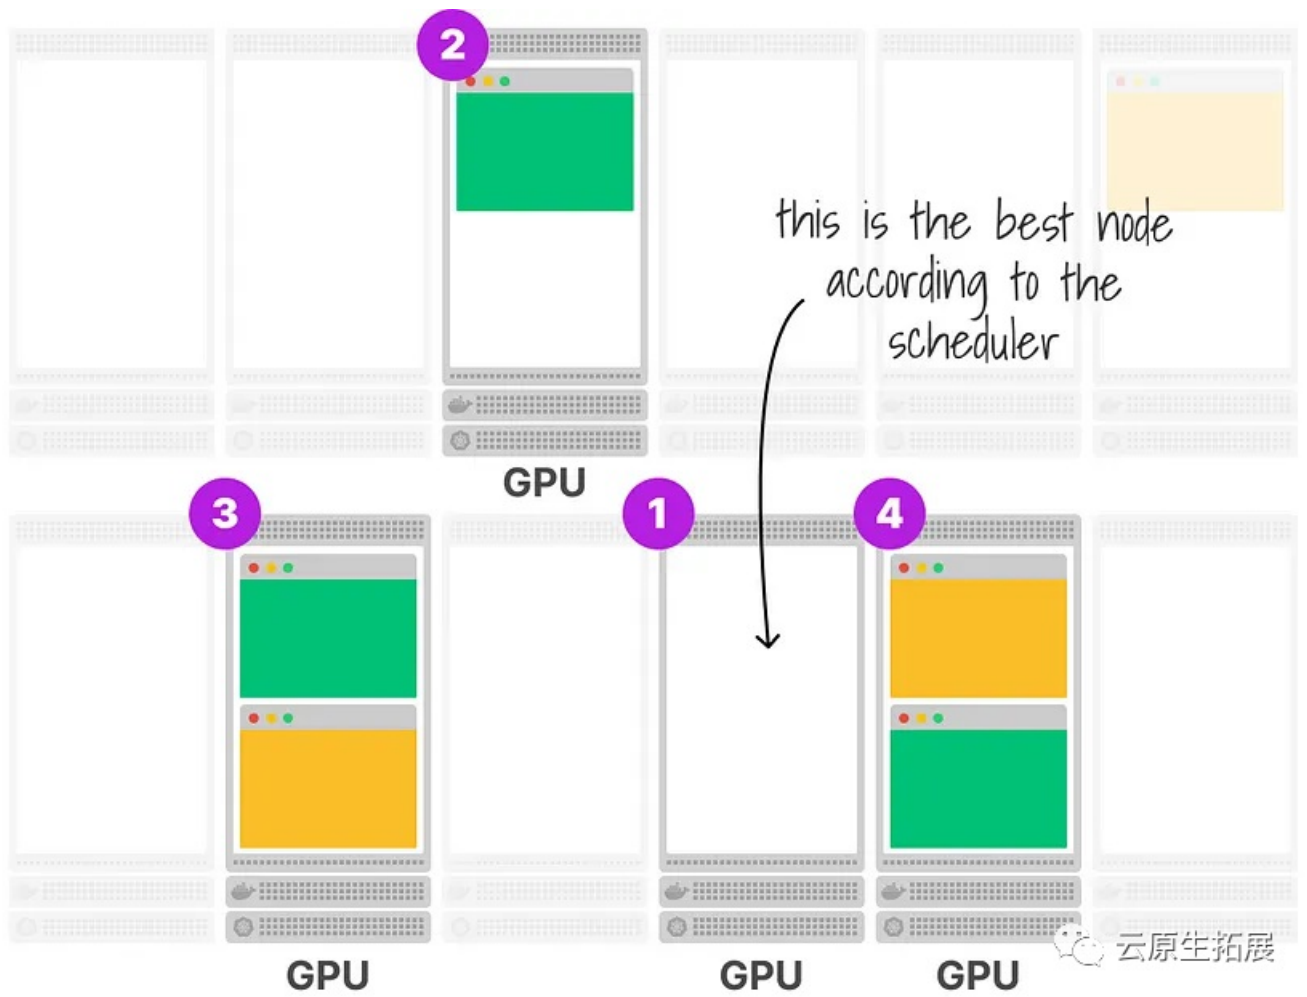 2
this is the best node
according to the
scheduler
GPU
3
1
4
云原生拓展
GPU
GPU
GPU